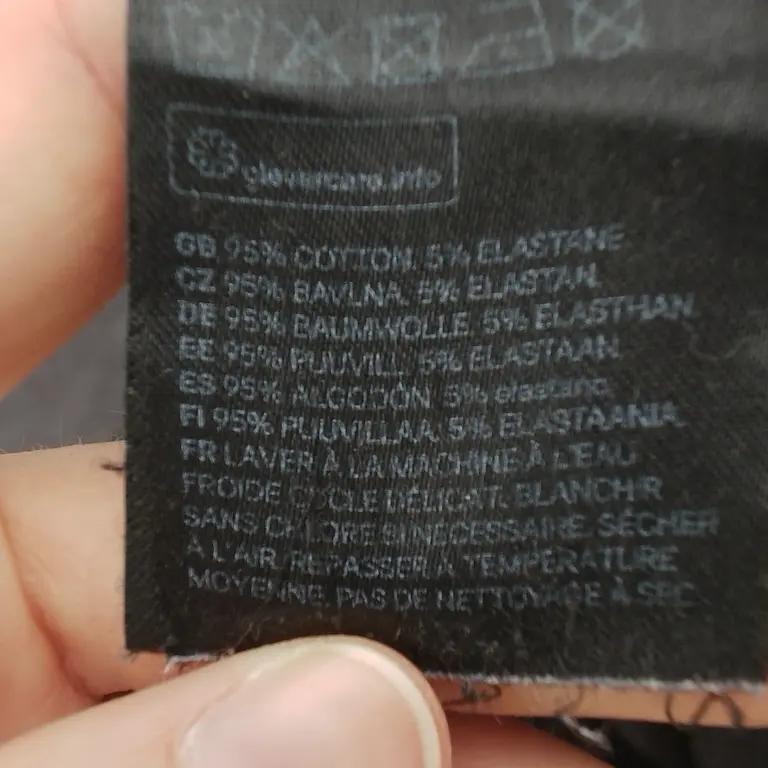 clevercare.info
GB 95% COTTON. 5% ELASTANE
CZ 95% BAVLNA. 5% ELASTAN.
DE 95% BAUMWOLLE. 5% ELASTHAN.
EE 95% PUUVILL. 5% ELASTAAN.
ES 95% ALGODÓN. 5% elastano.
FI 95% PUUVILLAA. 5% ELASTAANIA.
FR LAVER À LA MACHINE À L'EAU
FROIDE CYCLE DÉLICAT. BLANCHIR
SANS CHLORE SI NÉCESSAIRE. SÉCHER
À L'AIR. REPASSER À TEMPÉRATURE
MOYENNE. PAS DE NETTOYAGE À SEC.